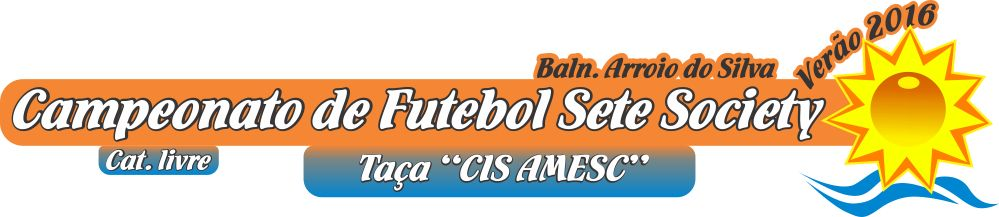 Verão 2016
Baln. Arroio do Silva
Campeonato de Futebol Sete Society
Cat. livre
Taça “CIS AMESC”